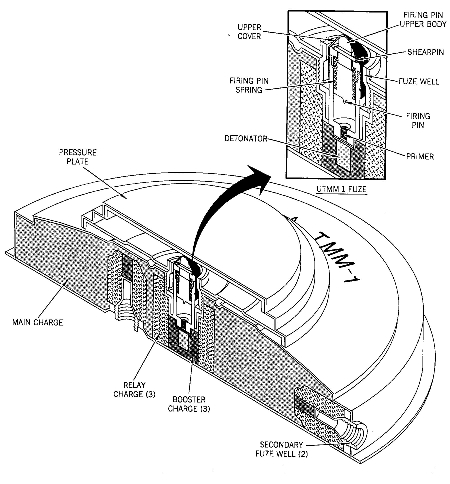 UPPER
COVER
FIRING PIN
UPPER BODY
SHEARPIN
FIRING PIN
SPRING
FUZE WELL
FIRING
PIN
DETONATOR
PRIMER
UTMM 1 FUZE
PRESSURE
PLATE
TMM-1
MAIN CHARGE
RELAY
CHARGE (3)
BOOSTER
CHARGE (3)
SECONDARY
FUZE WELL (2)